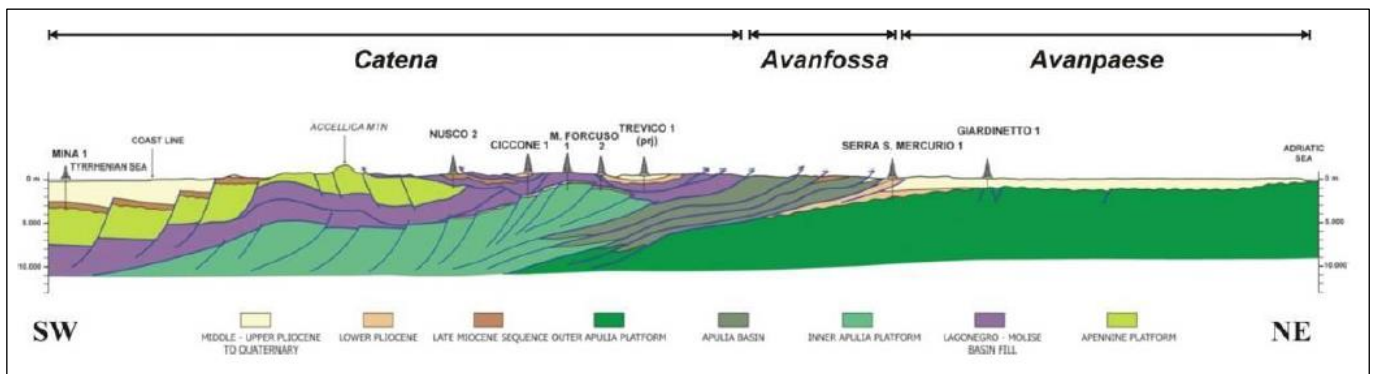 Catena
Avanfossa
Avanpaese
MINA 1
COAST LINE
TYRRHENIAN SEA
ACCELLICA MTN
NUSCO 2
CICCONE 1
M. FORCUSO
1
2
TREVICO 1
(prj)
SERRA S. MERCURIO 1
GIARDINETTO 1
ADRIATIC
SEA
0 m
5.000
10.000
0 m
5.000
10.000
SW
MIDDLE - UPPER PLIOCENE
TO QUATERNARY
LOWER PLIOCENE
LATE MIOCENE SEQUENCE
OUTER APULIA PLATFORM
APULIA BASIN
INNER APULIA PLATFORM
LAGONEGRO - MOLISE
BASIN FILL
APENNINE PLATFORM
NE